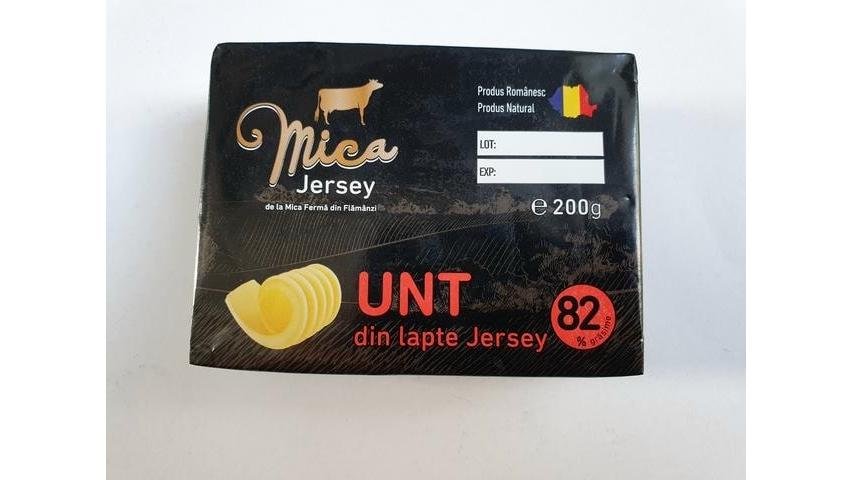 Mica
Jersey
de la Mica Fermă din Flămânzi
Produs Românesc
Produs Natural
LOT:
EXP:
℮ 200g
UNT
din lapte Jersey
82
% grăsime